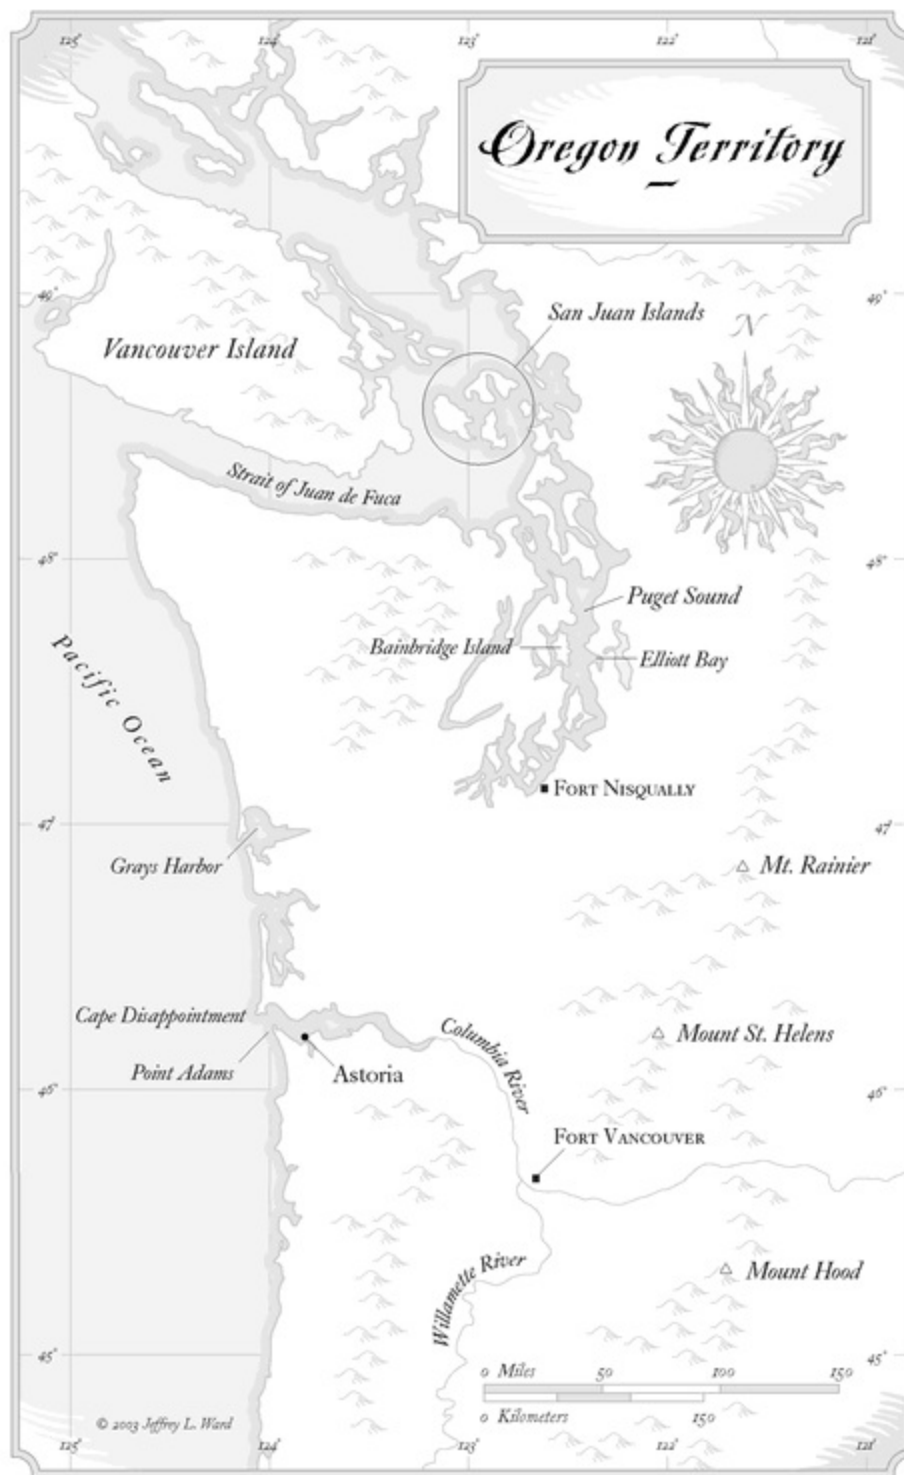 125° 124° 123° 122° 121°
Oregon Territory
49° 49°
San Juan Islands
N
Vancouver Island
Strait of Juan de Fuca
48° 48°
Puget Sound
Bainbridge Island
Elliott Bay
Pacific Ocean
Fort Nisqually
47° 47°
Grays Harbor
Mt. Rainier
Cape Disappointment
Columbia River
Mount St. Helens
Point Adams
Astoria
46° 46°
Fort Vancouver
Willamette River
Mount Hood
45° 45°
0 Miles 50 100 150
0 Kilometers 150
© 2003 Jeffrey L. Ward
125° 124° 123° 122° 121°